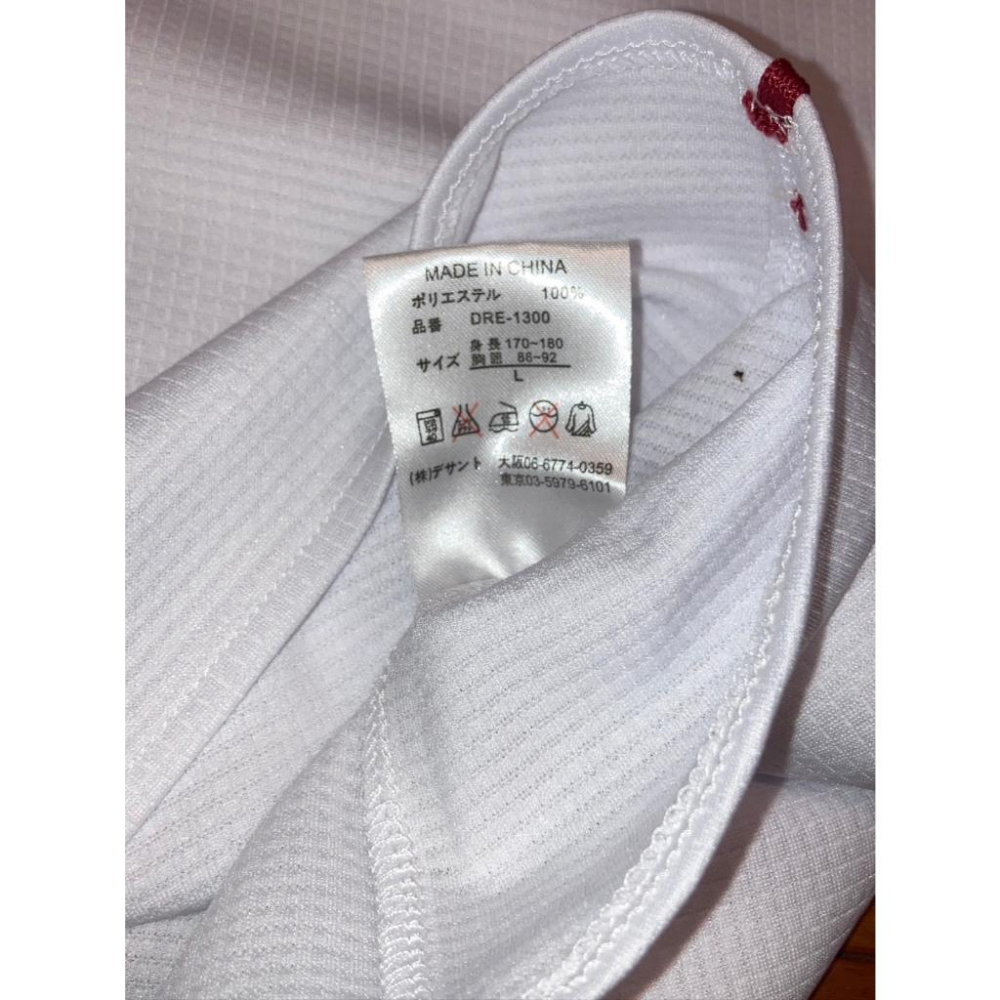 MADE IN CHINA
ポリエステル 100%
品番 DRE-1300
サイズ 身長 170~180
胸囲 86~92
L
(株)デサント 大阪06-6774-0359
東京03-5979-6101